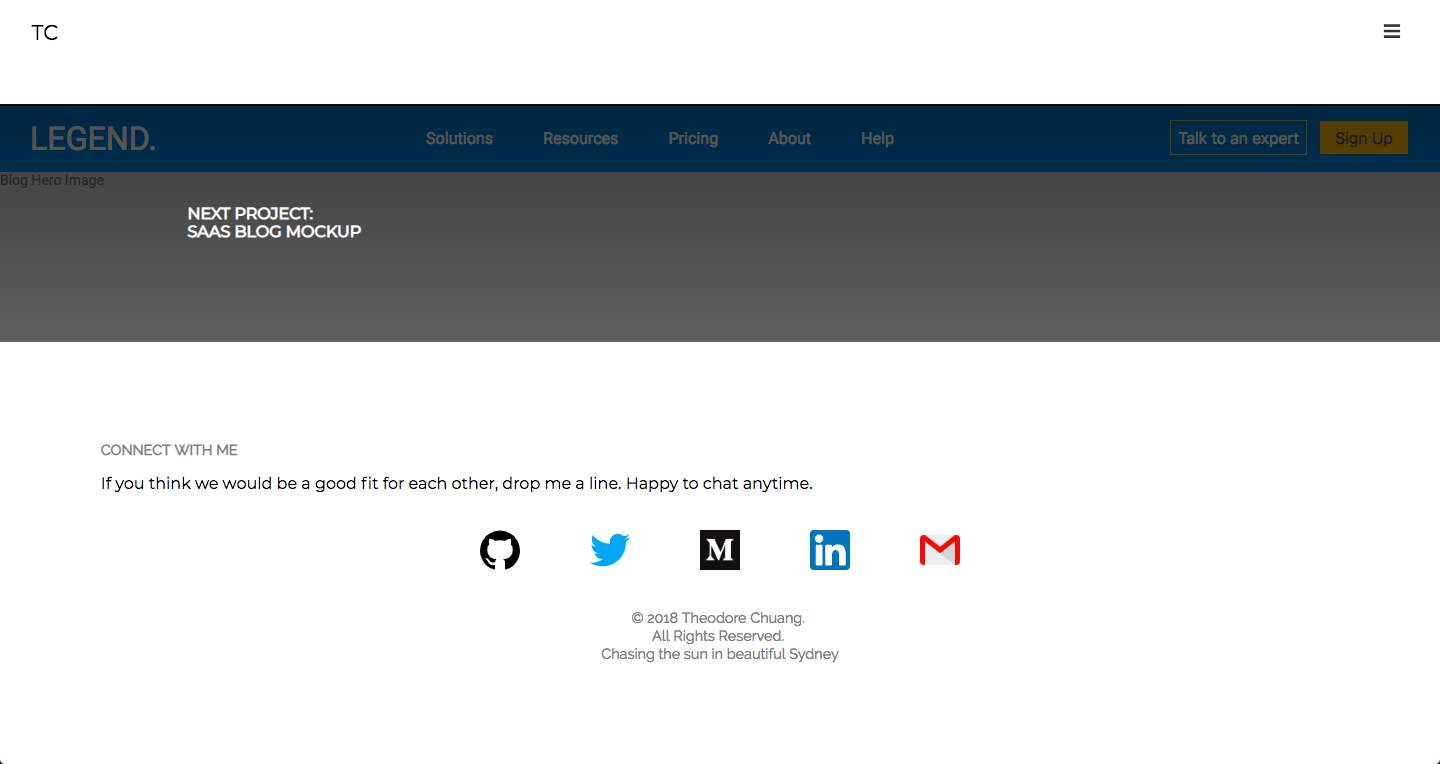 TC
LEGEND.
Solutions
Resources
Pricing
About
Help
Talk to an expert
Sign Up
Blog Hero Image
NEXT PROJECT:
SAAS BLOG MOCKUP
CONNECT WITH ME
If you think we would be a good fit for each other, drop me a line. Happy to chat anytime.
M
in
© 2018 Theodore Chuang.
All Rights Reserved.
Chasing the sun in beautiful Sydney